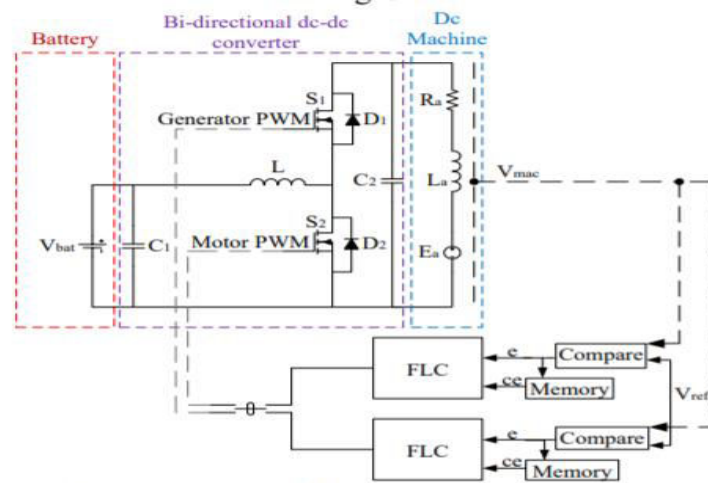 Bi-directional dc-dc
converter
Battery
Dc
Machine
S1
Generator PWM
D1
Ra
L
C2
La
Vmac
S2
Vbat
C1
Motor PWM
D2
Ea
FLC
e
Compare
ce
Memory
Vref
FLC
e
Compare
ce
Memory